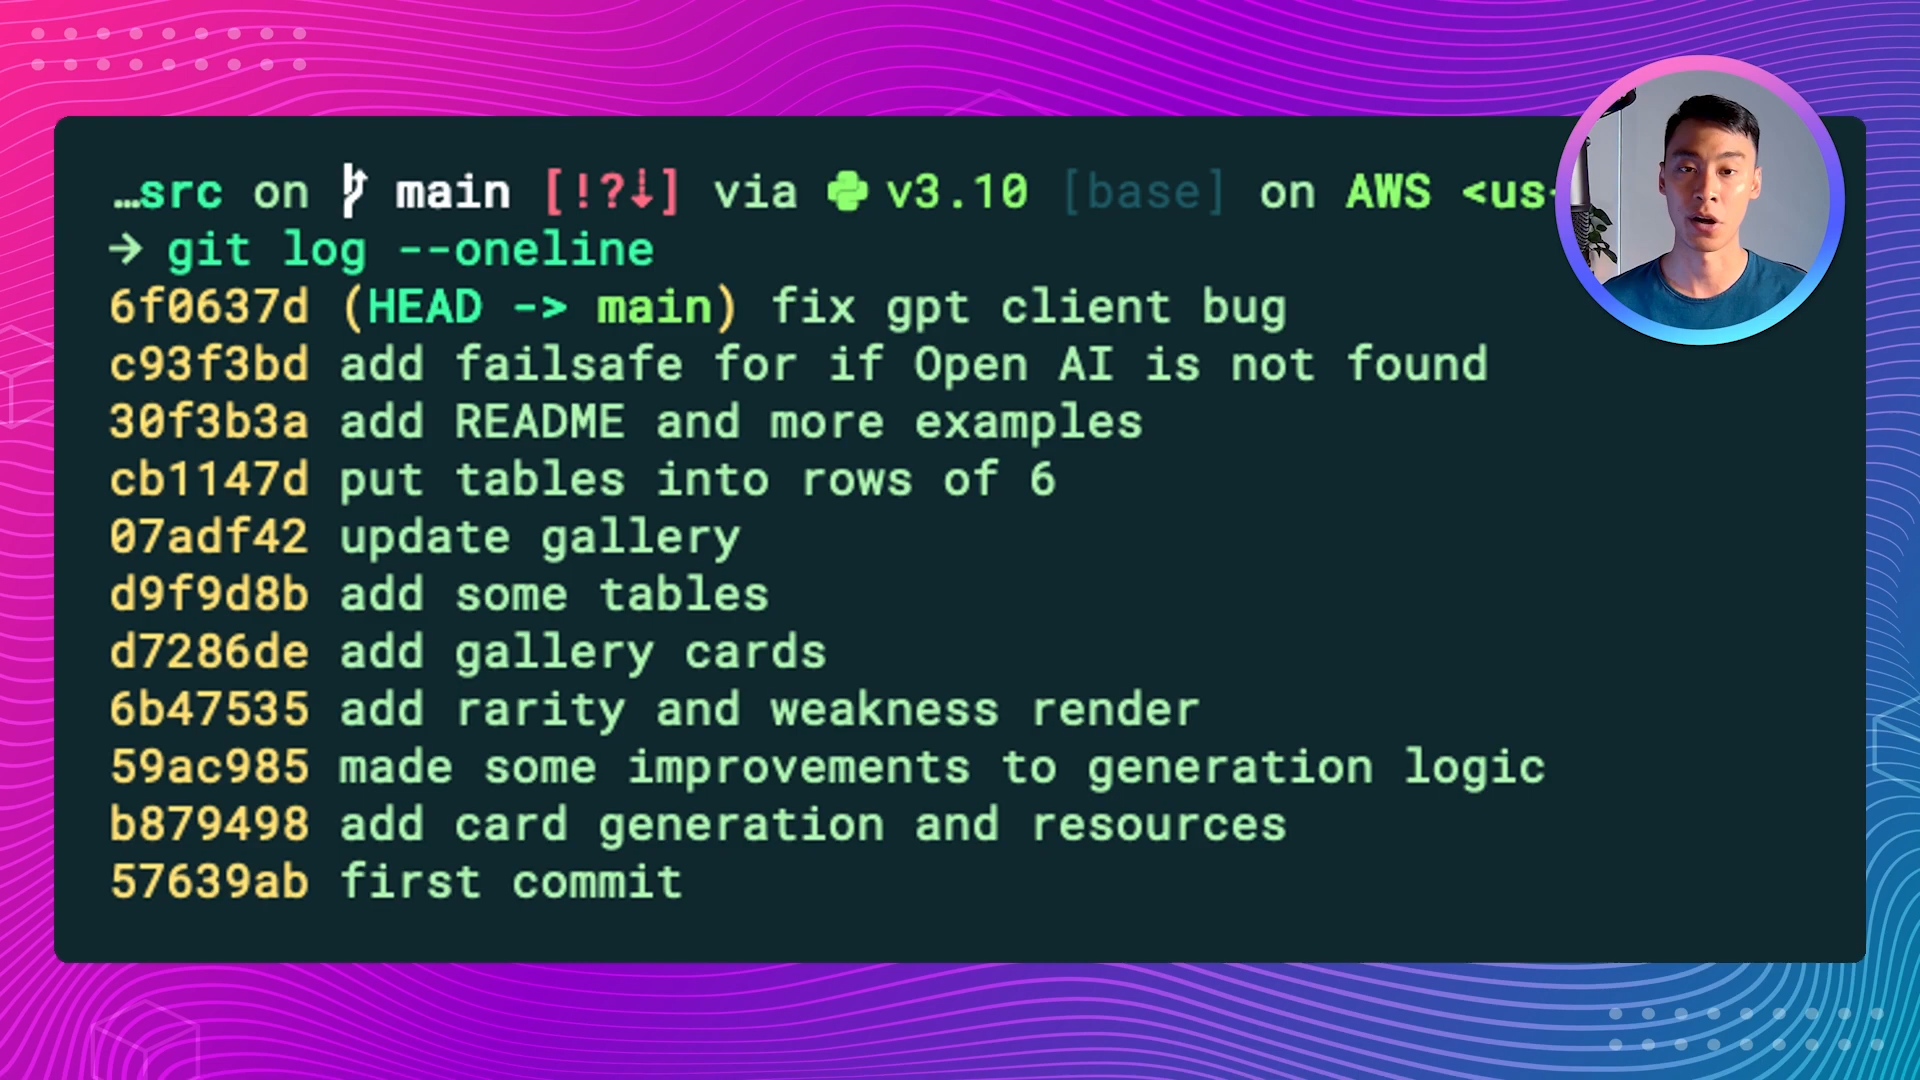 …src on main [!?⇣] via v3.10 [base] on AWS <us-
→ git log --oneline
6f0637d (HEAD -> main) fix gpt client bug
c93f3bd add failsafe for if Open AI is not found
30f3b3a add README and more examples
cb1147d put tables into rows of 6
07adf42 update gallery
d9f9d8b add some tables
d7286de add gallery cards
6b47535 add rarity and weakness render
59ac985 made some improvements to generation logic
b879498 add card generation and resources
57639ab first commit